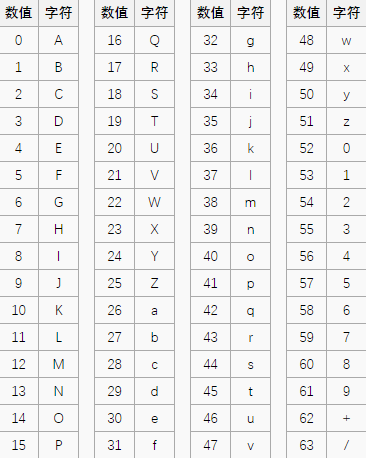 数值 字符 数值 字符 数值 字符 数值 字符
0 A 16 Q 32 g 48 w
1 B 17 R 33 h 49 x
2 C 18 S 34 i 50 y
3 D 19 T 35 j 51 z
4 E 20 U 36 k 52 0
5 F 21 V 37 l 53 1
6 G 22 W 38 m 54 2
7 H 23 X 39 n 55 3
8 I 24 Y 40 o 56 4
9 J 25 Z 41 p 57 5
10 K 26 a 42 q 58 6
11 L 27 b 43 r 59 7
12 M 28 c 44 s 60 8
13 N 29 d 45 t 61 9
14 O 30 e 46 u 62 +
15 P 31 f 47 v 63 /